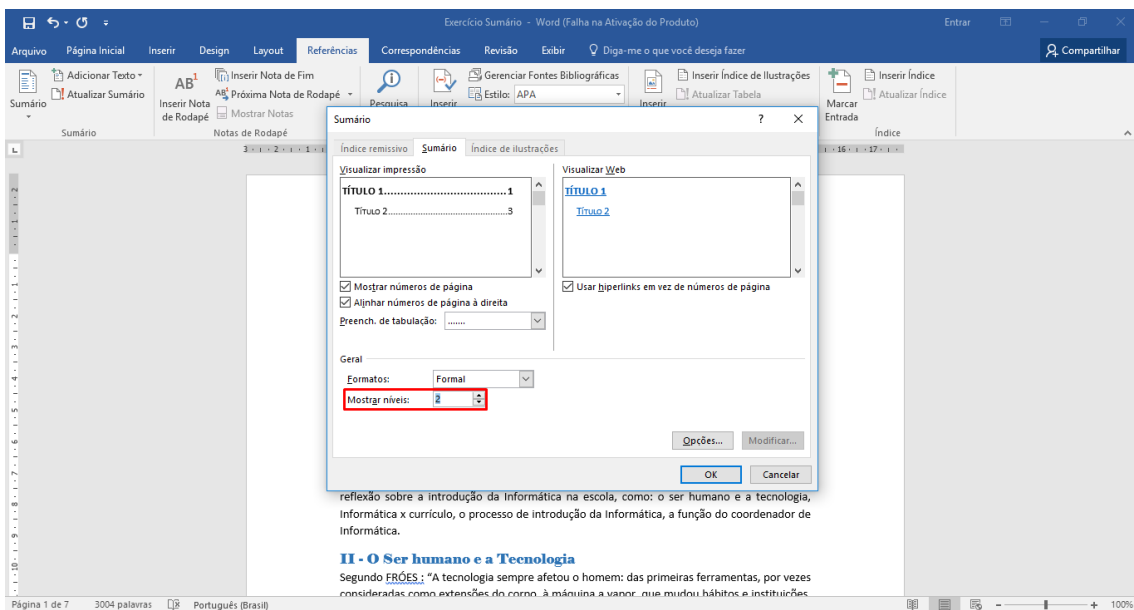 Exercício Sumário - Word (Falha na Ativação do Produto)
Entrar
Arquivo Página Inicial Inserir Design Layout Referências Correspondências Revisão Exibir Diga-me o que você deseja fazer Compartilhar
Sumário
Adicionar Texto
Atualizar Sumário
Sumário
AB1
Inserir Nota de Rodapé
Inserir Nota de Fim
Próxima Nota de Rodapé
Mostrar Notas
Notas de Rodapé
Pesquisa
Inserir
Gerenciar Fontes Bibliográficas
Estilo: APA
Inserir
Inserir Índice de Ilustrações
Atualizar Tabela
Marcar Entrada
Inserir Índice
Atualizar Índice
Índice
3 · 2 · 1 · 16 · 17
Sumário ? X
Índice remissivo Sumário Índice de ilustrações
Visualizar impressão
TÍTULO 1.....................................1
TÍTULO 2..................................................3
Visualizar Web
TÍTULO 1
TÍTULO 2
Mostrar números de página
Alinhar números de página à direita
Preench. de tabulação: .......
Usar hiperlinks em vez de números de página
Geral
Formatos: Formal
Mostrar níveis: 2
Opções... Modificar...
OK Cancelar
reflexão sobre a introdução da Informática na escola, como: o ser humano e a tecnologia,
Informática x currículo, o processo de introdução da Informática, a função do coordenador de
Informática.
II - O Ser humano e a Tecnologia
Segundo FRÓES : “A tecnologia sempre afetou o homem: das primeiras ferramentas, por vezes
consideradas como extensões do corpo, à máquina a vapor, que mudou hábitos e instituições,
Página 1 de 7 3004 palavras Português (Brasil) 100%